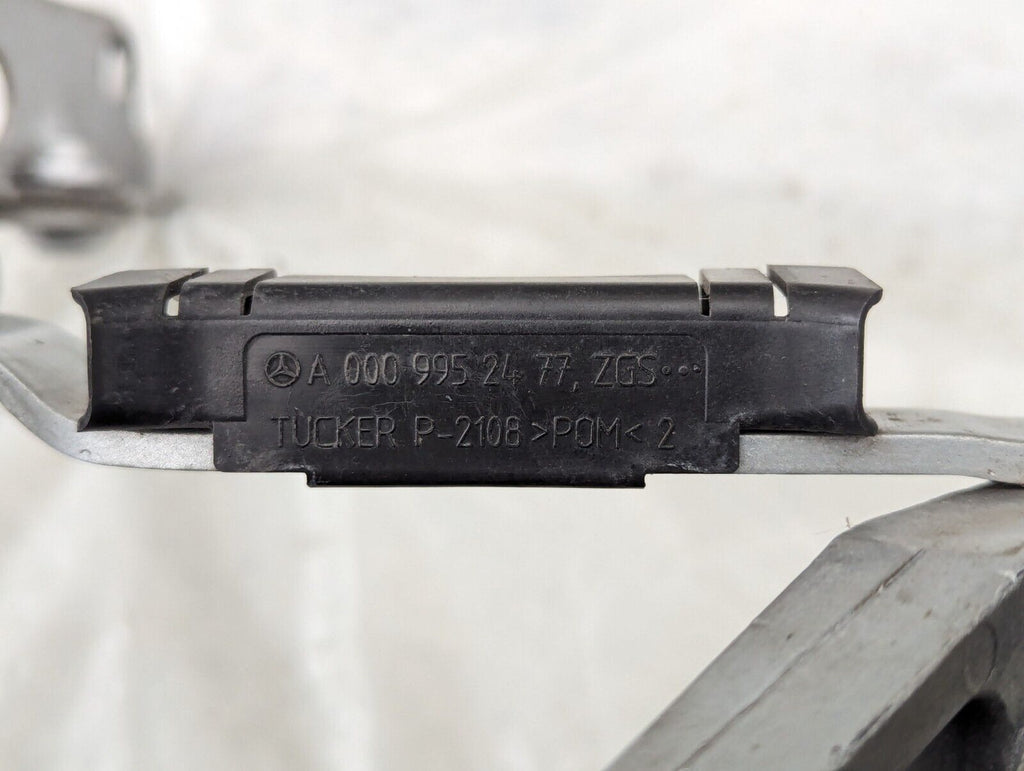 A 000 995 24 77, ZGS...
TUCKER P-2108 >POM< 2